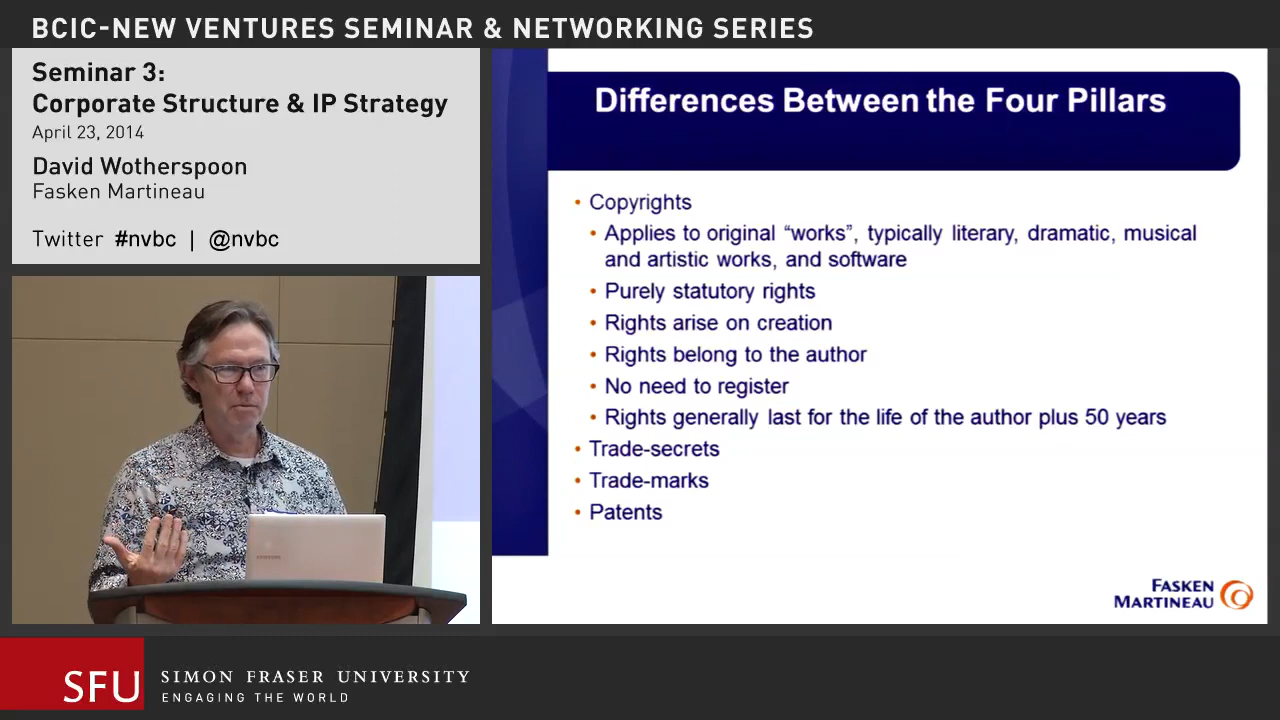 BCIC-NEW VENTURES SEMINAR & NETWORKING SERIES
Seminar 3:
Corporate Structure & IP Strategy
April 23, 2014
David Wotherspoon
Fasken Martineau
Twitter #nvbc | @nvbc
Differences Between the Four Pillars
• Copyrights
• Applies to original “works”, typically literary, dramatic, musical
and artistic works, and software
• Purely statutory rights
• Rights arise on creation
• Rights belong to the author
• No need to register
• Rights generally last for the life of the author plus 50 years
• Trade-secrets
• Trade-marks
• Patents
FASKEN
MARTINEAU
SAMSUNG
SFU
SIMON FRASER UNIVERSITY
ENGAGING THE WORLD